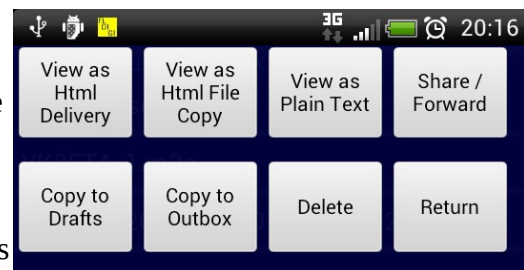 3G 20:16
View as
Html
Delivery
View as
Html File
Copy
View as
Plain Text
Share /
Forward
Copy to
Drafts
Copy to
Outbox
Delete
Return